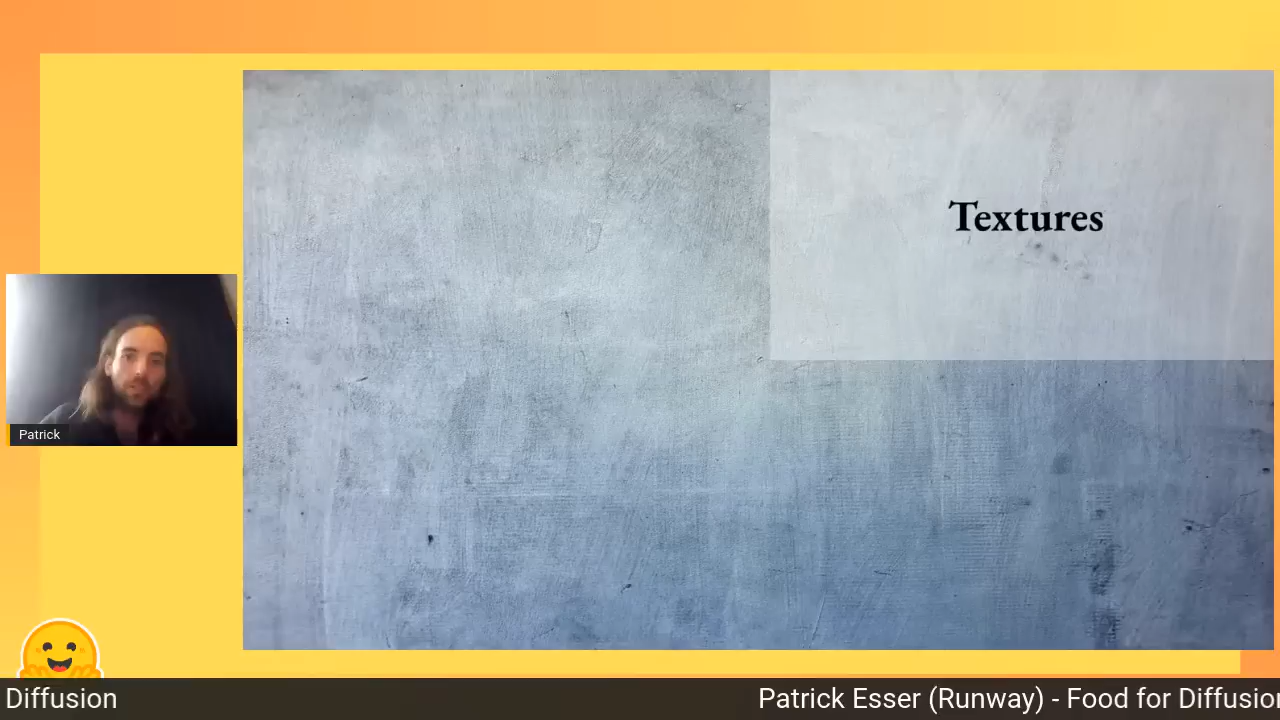 Textures
Patrick
Diffusion
Patrick Esser (Runway) - Food for Diffusion